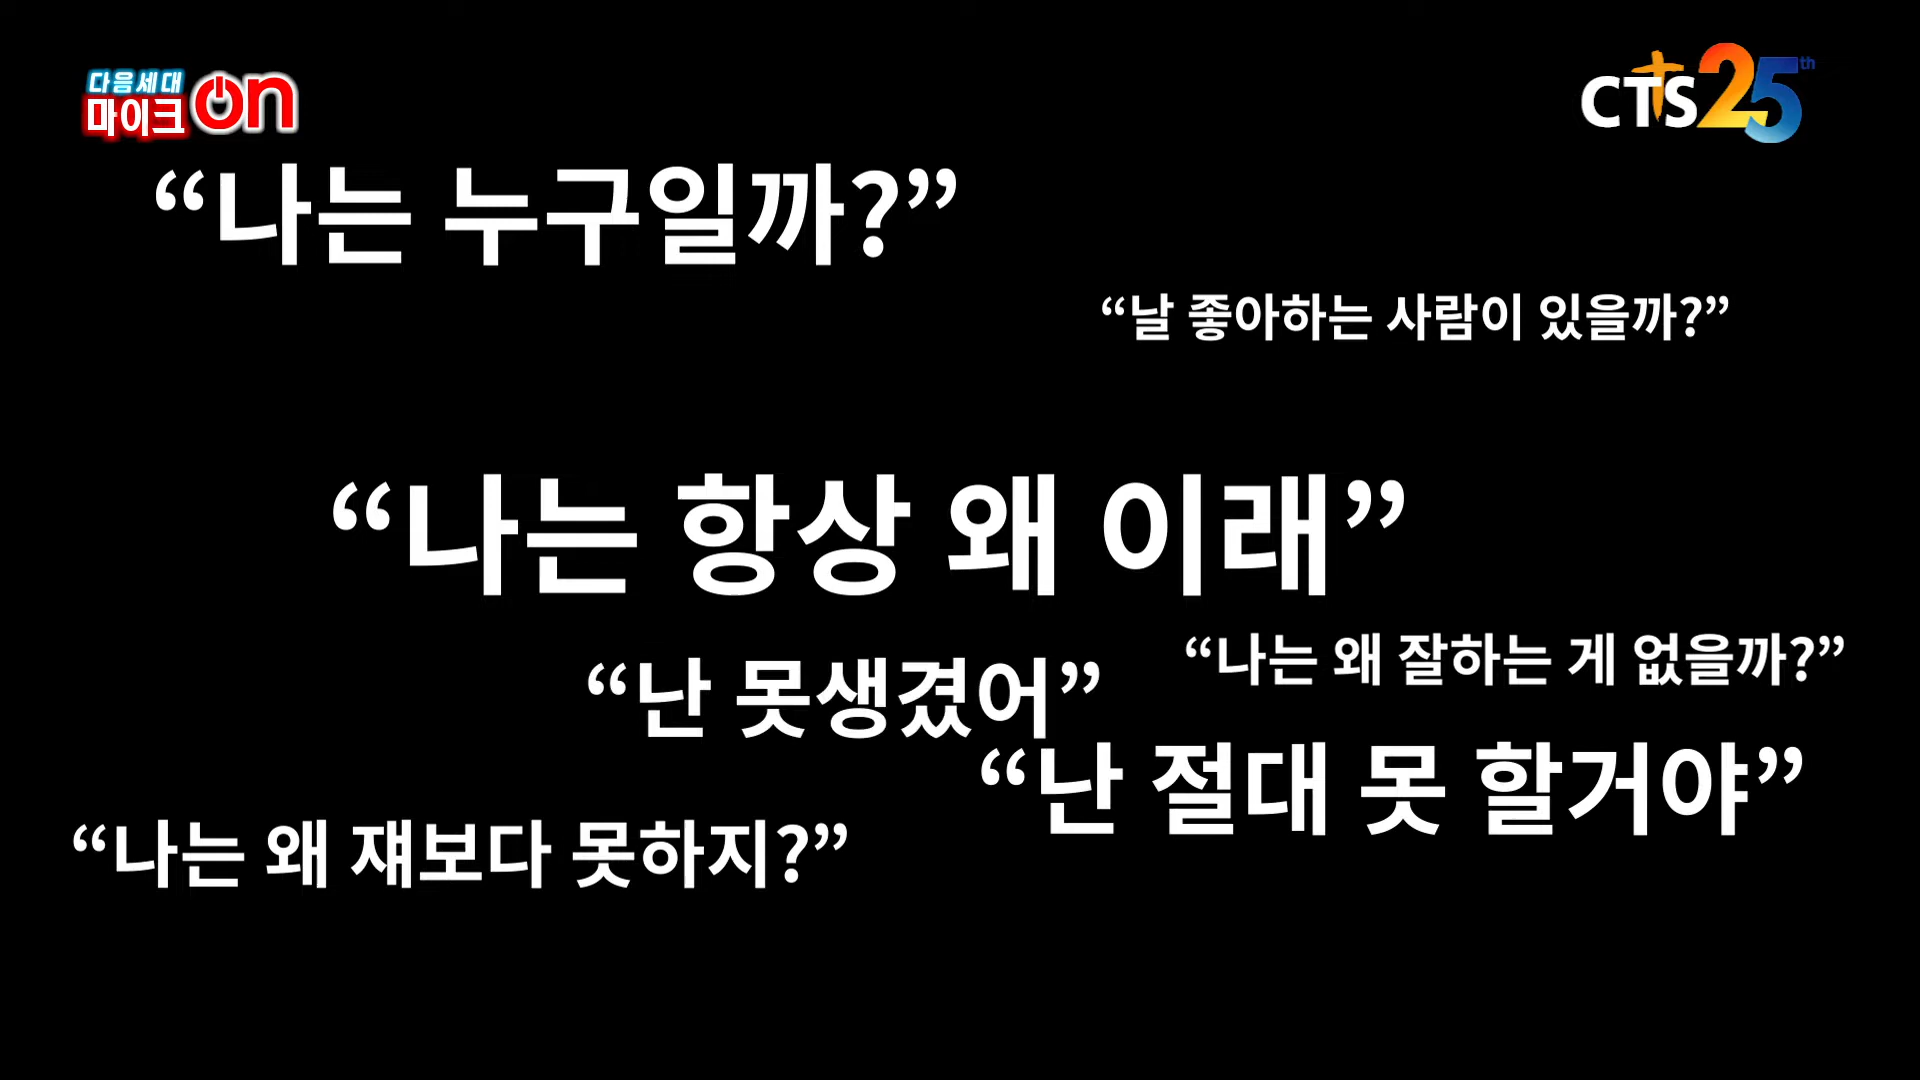 다음세대
마이크 on
CTS25th
“나는 누구일까?”
“날 좋아하는 사람이 있을까?”
“나는 항상 왜 이래”
“나는 왜 잘하는 게 없을까?”
“난 못생겼어”
“난 절대 못 할거야”
“나는 왜 쟤보다 못하지?”